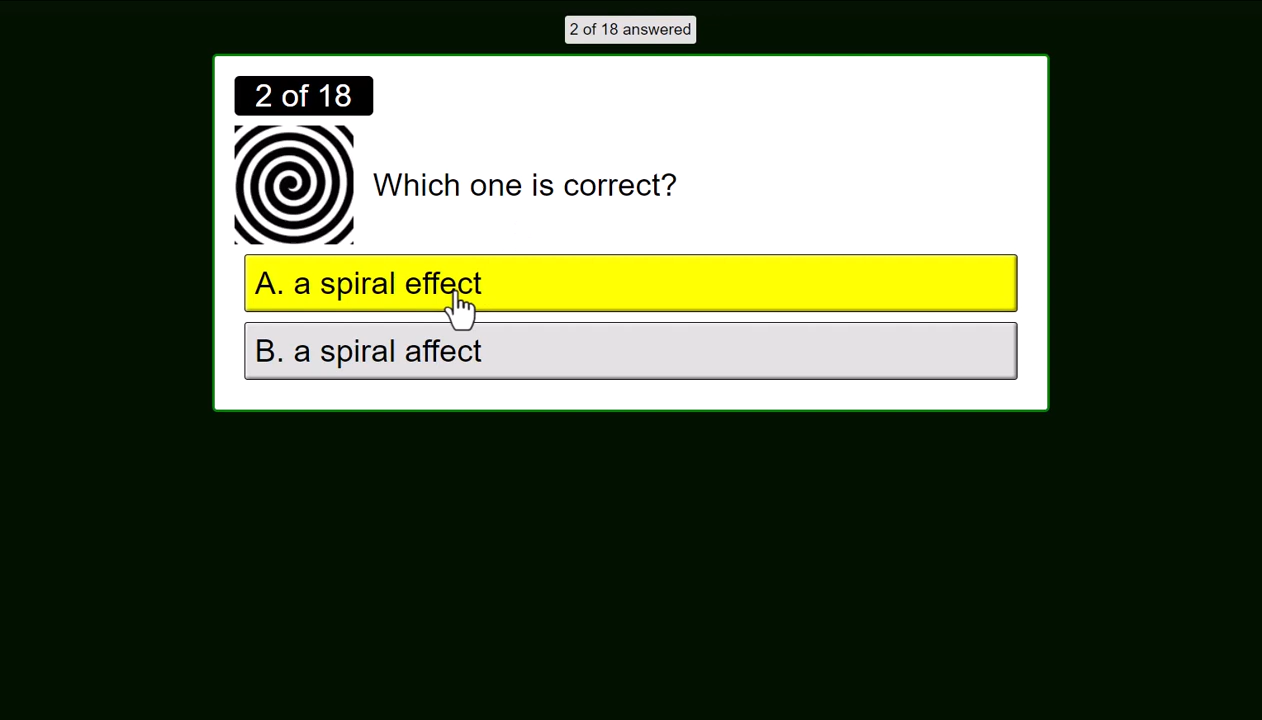 2 of 18 answered
2 of 18
Which one is correct?
A. a spiral effect
B. a spiral affect